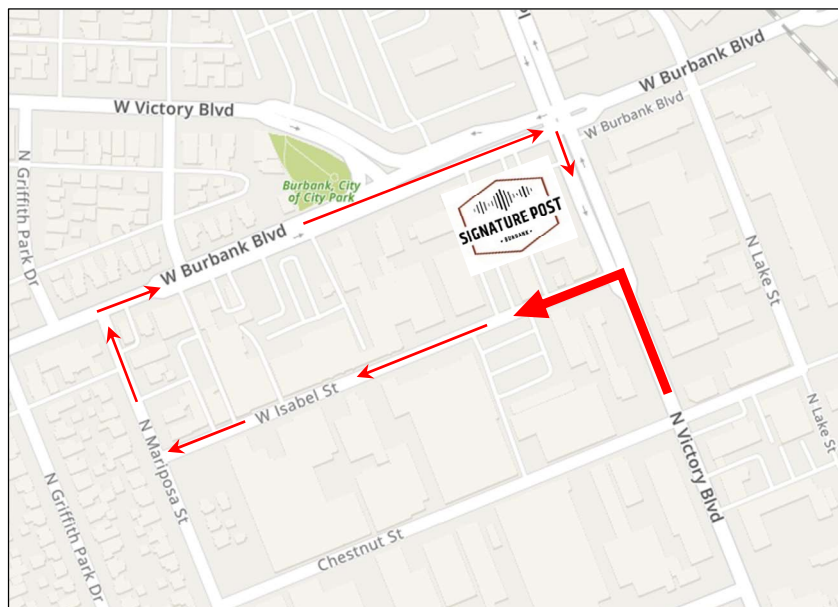 Pl
W Burbank Blvd
W Victory Blvd
W Burbank Blvd
N Griffith Park Dr
Burbank, City
of City Park
SIGNATURE POST
• BURBANK •
W Burbank Blvd
N Lake St
W Isabel St
N Mariposa St
N Lake St
N Victory Blvd
N Griffith Park Dr
Chestnut St